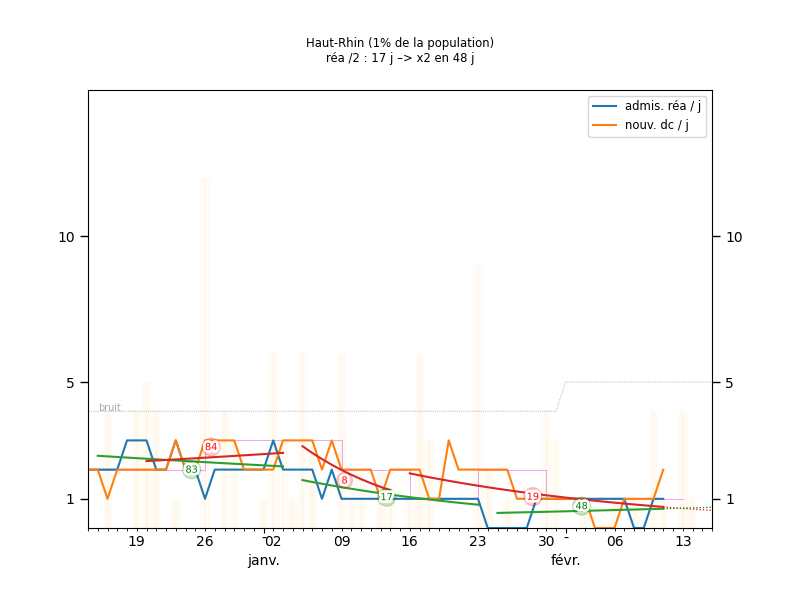 Haut-Rhin (1% de la population)
réa /2 : 17 j –> x2 en 48 j
admis. réa / j
nouv. dc / j
10 10
5 5
bruit
84
83
8
17
19
48
1 1
19 26 02 09 16 23 30 06 13
janv. févr.